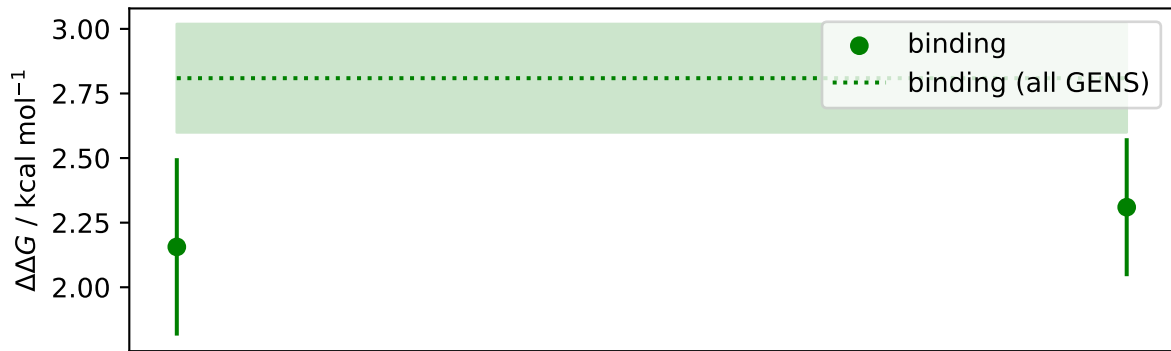 3.00
2.75
2.50
2.25
2.00
ΔΔG / kcal mol⁻¹
binding
binding (all GENS)